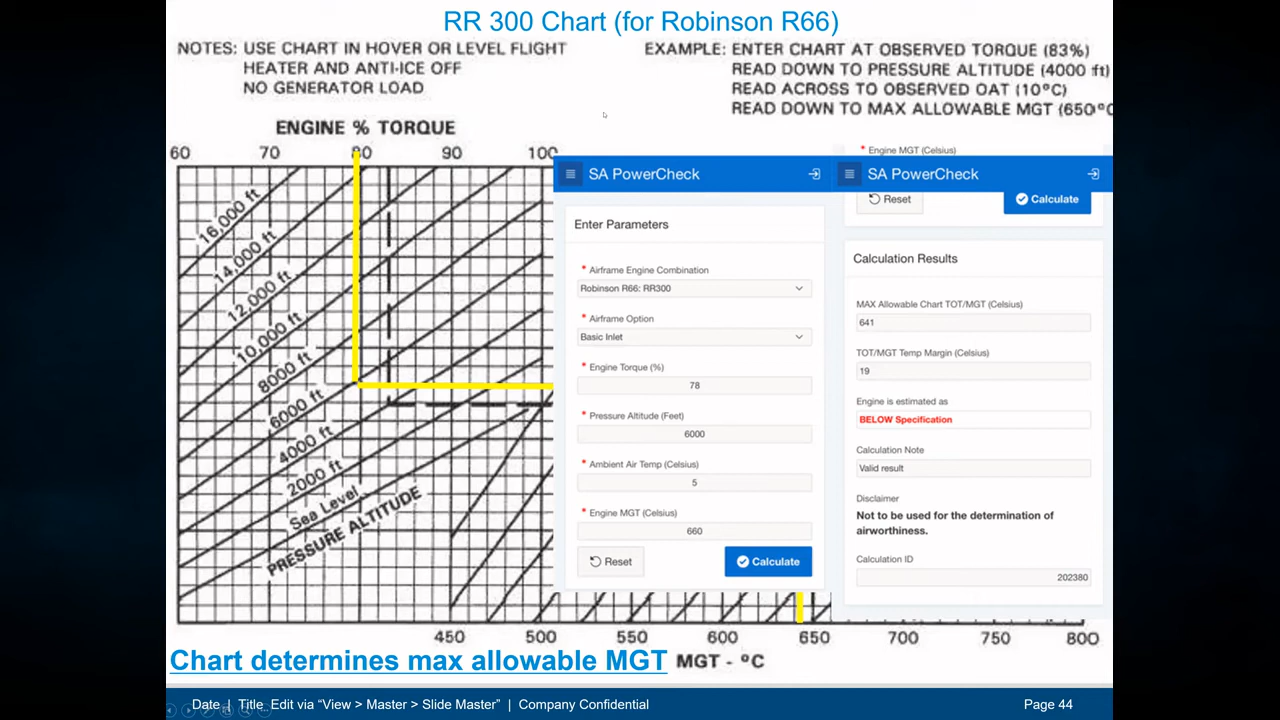 RR 300 Chart (for Robinson R66)
NOTES: USE CHART IN HOVER OR LEVEL FLIGHT
HEATER AND ANTI-ICE OFF
NO GENERATOR LOAD
EXAMPLE: ENTER CHART AT OBSERVED TORQUE (83%)
READ DOWN TO PRESSURE ALTITUDE (4000 ft)
READ ACROSS TO OBSERVED OAT (10°C)
READ DOWN TO MAX ALLOWABLE MGT (650°C
ENGINE % TORQUE
60 70 80 90 100
16,000 ft
14,000 ft
12,000 ft
10,000 ft
8000 ft
6000 ft
4000 ft
2000 ft
Sea Level
PRESSURE ALTITUDE
SA PowerCheck
Enter Parameters
* Airframe Engine Combination
Robinson R66: RR300
* Airframe Option
Basic Inlet
* Engine Torque (%)
78
* Pressure Altitude (Feet)
6000
* Ambient Air Temp (Celsius)
5
* Engine MGT (Celsius)
660
Reset
Calculate
* Engine MGT (Celsius)
SA PowerCheck
Reset
Calculate
Calculation Results
MAX Allowable Chart TOT/MGT (Celsius)
641
TOT/MGT Temp Margin (Celsius)
19
Engine is estimated as
BELOW Specification
Calculation Note
Valid result
Disclaimer
Not to be used for the determination of
airworthiness.
Calculation ID
202380
450 500 550 600 650 700 750 800
MGT - ºC
Chart determines max allowable MGT
Date | Title Edit via “View > Master > Slide Master” | Company Confidential
Page 44